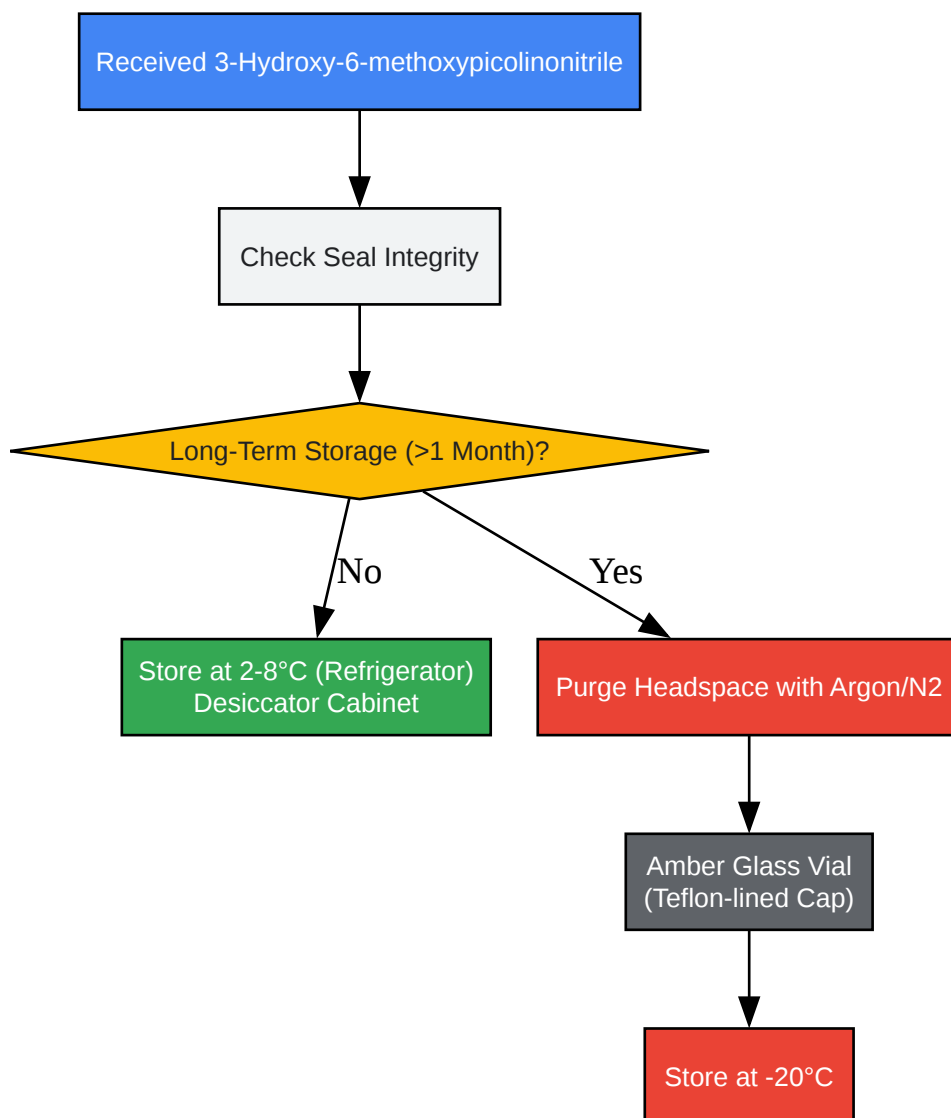 Received 3-Hydroxy-6-methoxypicolinonitrile
Check Seal Integrity
Long-Term Storage (>1 Month)?
No
Yes
Store at 2-8°C (Refrigerator)
Desiccator Cabinet
Purge Headspace with Argon/N2
Amber Glass Vial
(Teflon-lined Cap)
Store at -20°C